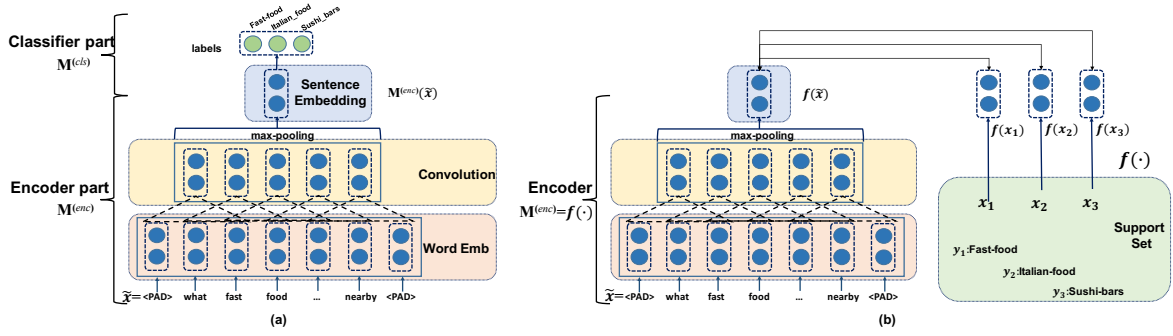 Classifier part
M(cls)
labels
Fast-food
Italian_food
Sushi_bars
Sentence
Embedding
M(enc)(x̃)
max-pooling
Convolution
Encoder part
M(enc)
Word Emb
x̃=<PAD> what fast food ... nearby <PAD>
(a)
f(x̃)
max-pooling
Encoder
M(enc)=f(·)
x̃=<PAD> what fast food ... nearby <PAD>
(b)
f(x₁) f(x₂) f(x₃)
f(·)
x₁ x₂ x₃
Support
Set
y₁:Fast-food
y₂:Italian-food
y₃:Sushi-bars